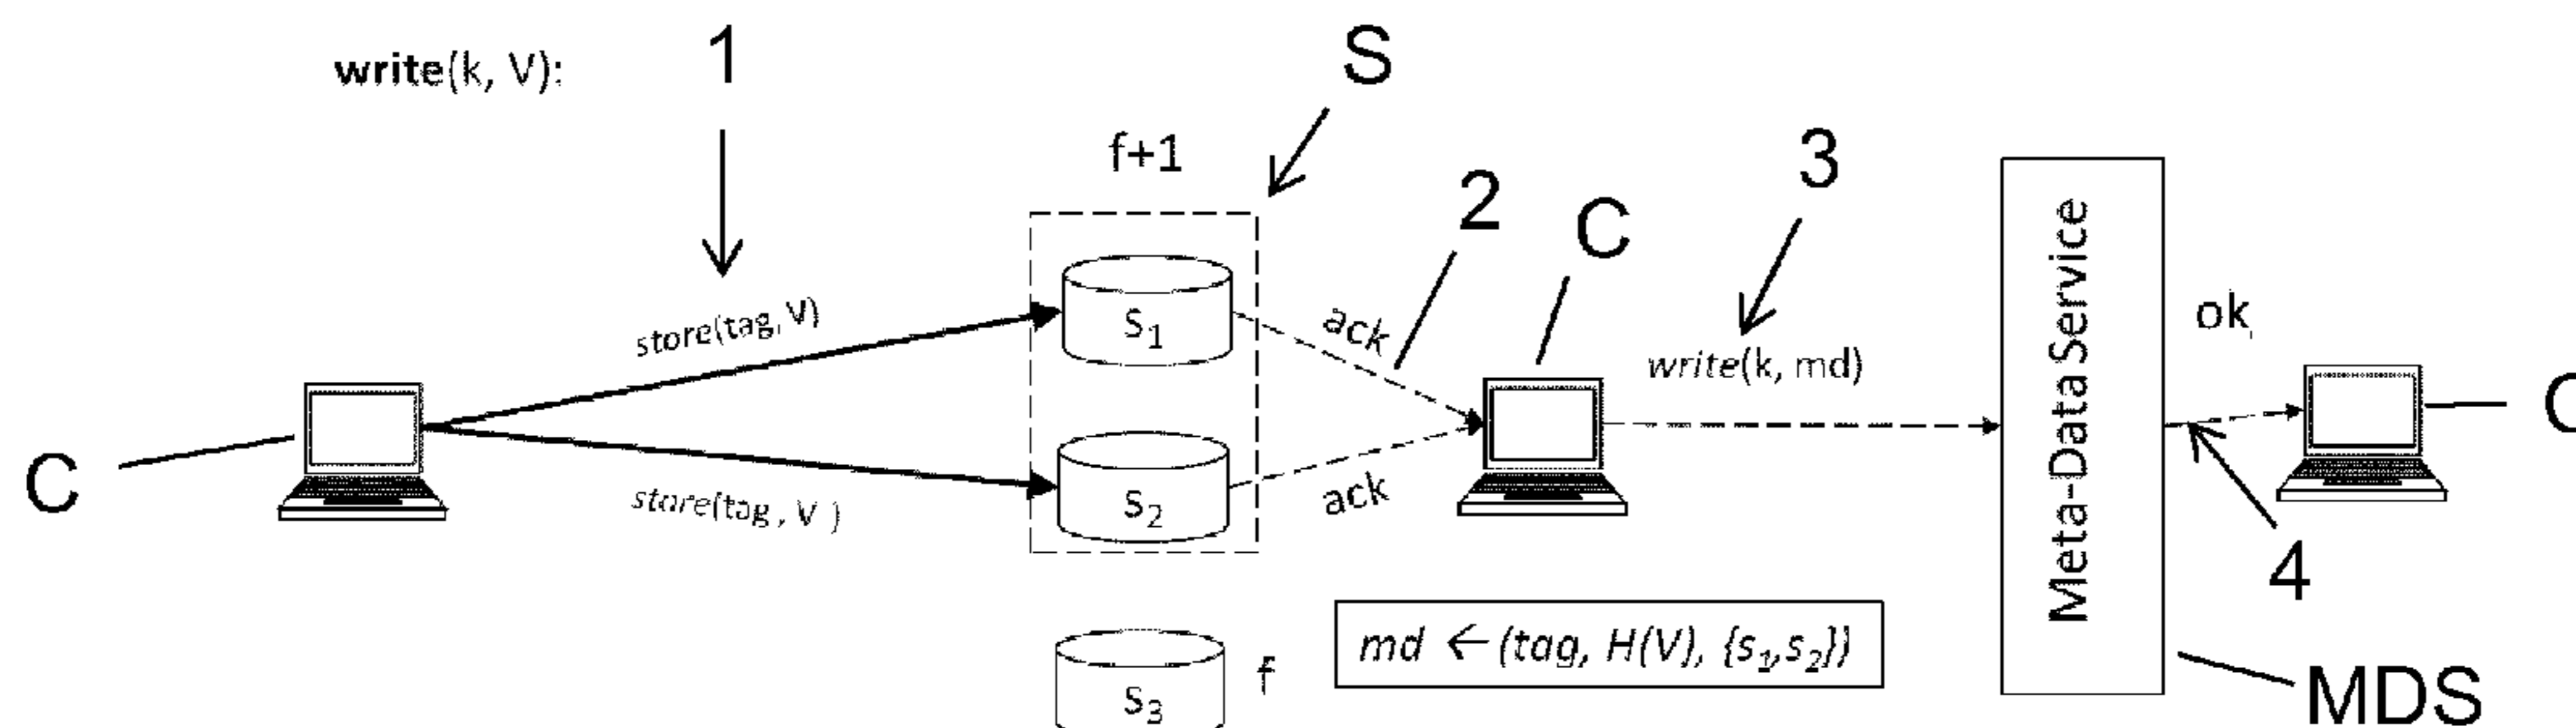 write(k, V):
1
S
f+1
2
C
3
store(tag, V)
S1
ack
write(k, md)
ok
C
store(tag, V )
S2
ack
Meta-Data Service
4
S3
f
md ← (tag, H(V), {s1,s2})
MDS